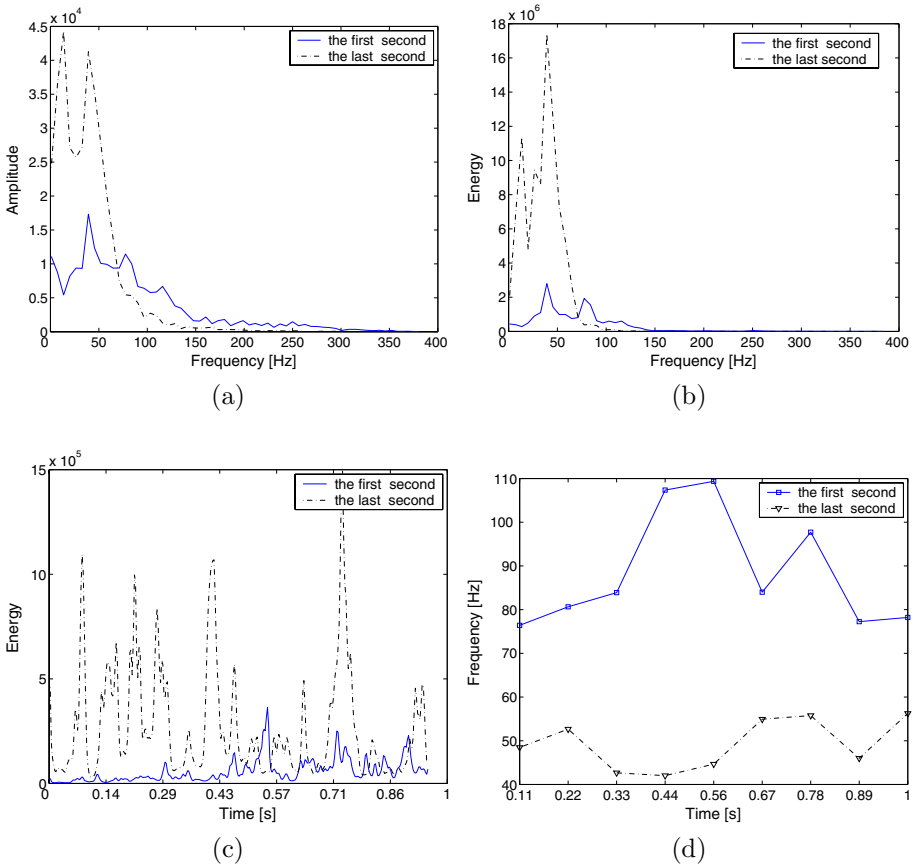 x 10^4
4.5
4
3.5
3
2.5
2
1.5
1
0.5
0
0 50 100 150 200 250 300 350 400
Amplitude
Frequency [Hz]
the first second
the last second
(a)
x 10^6
18
16
14
12
10
8
6
4
2
0
0 50 100 150 200 250 300 350 400
Energy
Frequency [Hz]
the first second
the last second
(b)
x 10^5
15
10
5
0
0 0.14 0.29 0.43 0.57 0.71 0.86 1
Energy
Time [s]
the first second
the last second
(c)
110
100
90
80
70
60
50
40
0.11 0.22 0.33 0.44 0.56 0.67 0.78 0.89 1
Frequency [Hz]
Time [s]
the first second
the last second
(d)